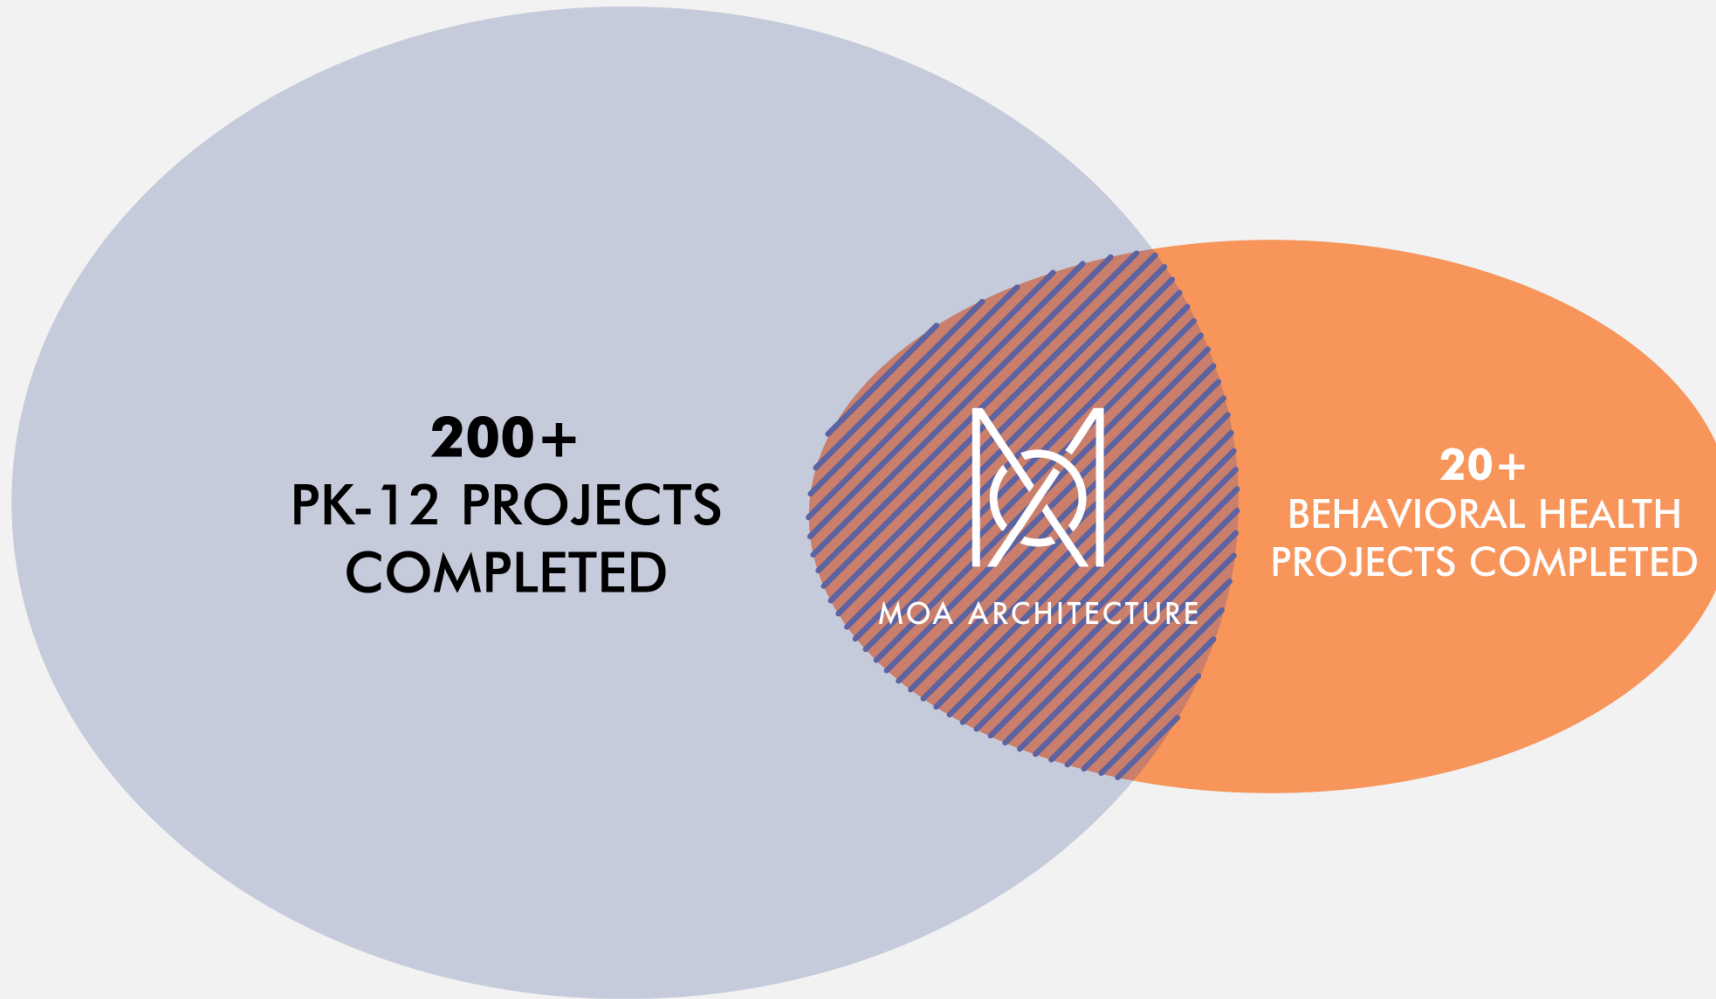 200+
PK-12 PROJECTS
COMPLETED
MOA ARCHITECTURE
20+
BEHAVIORAL HEALTH
PROJECTS COMPLETED